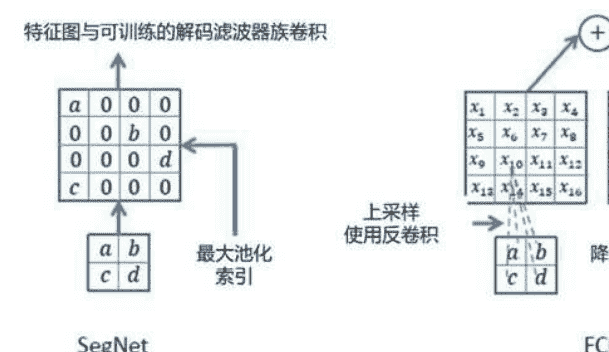 特征图与可训练的解码滤波器族卷积
+
a 0 0 0
0 0 b 0
0 0 0 d
c 0 0 0
a b
c d
最大池化
索引
SegNet
x₁ x₂ x₃ x₄
x₅ x₆ x₇ x₈
x₉ x₁₀ x₁₁ x₁₂
x₁₃ x₁₄ x₁₅ x₁₆
上采样
使用反卷积
a b
c d
降
FC